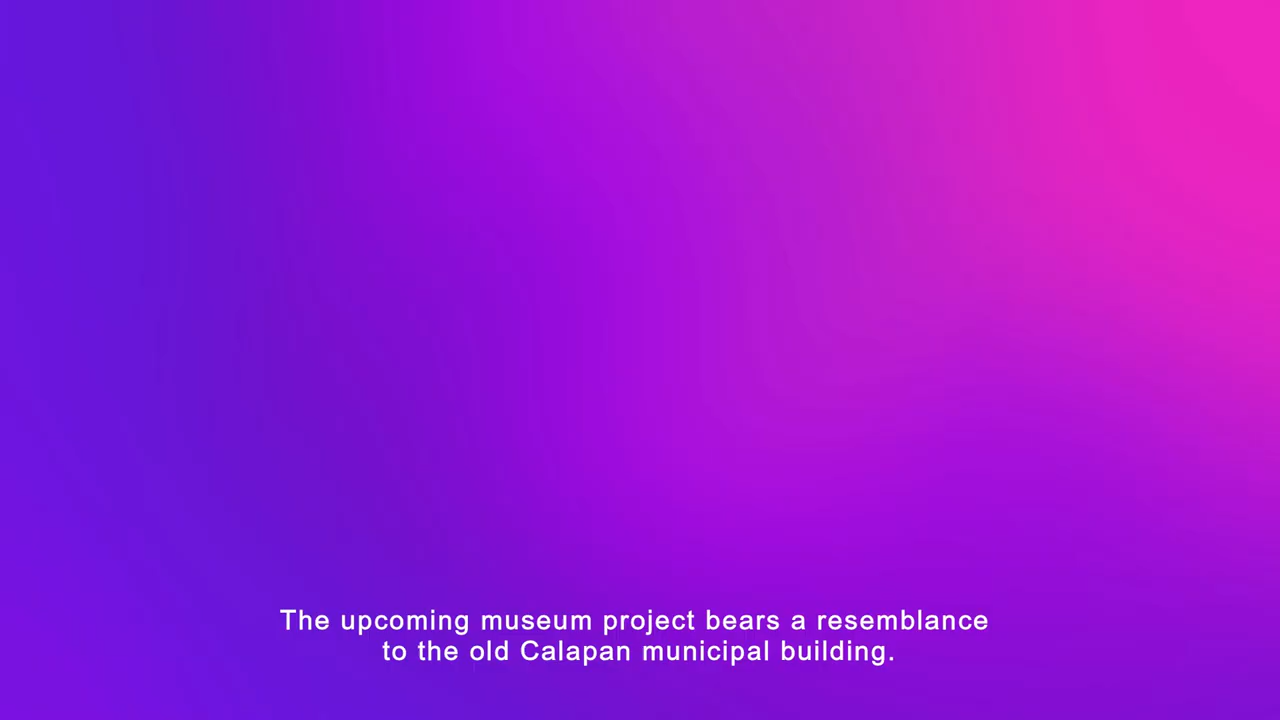 The upcoming museum project bears a resemblance
to the old Calapan municipal building.